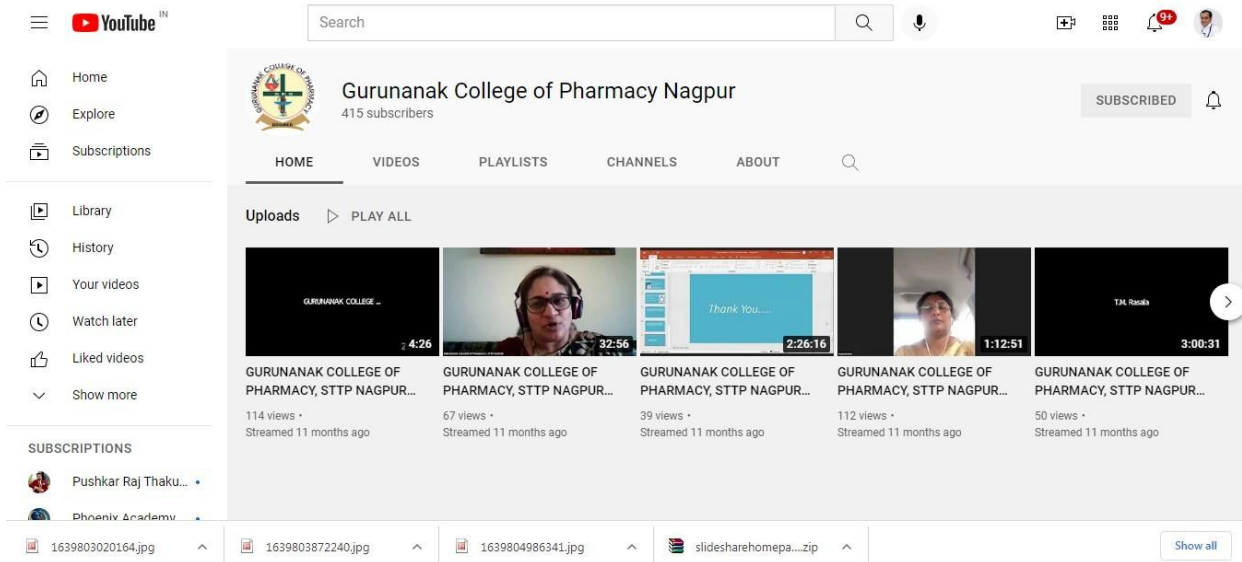 YouTube IN
Search
9+
Home
Explore
Subscriptions
Library
History
Your videos
Watch later
Liked videos
Show more
SUBSCRIPTIONS
Pushkar Raj Thaku...
Phoenix Academy
GURUNANAK COLLEGE OF PHARMACY
DEGREE
Gurunanak College of Pharmacy Nagpur
415 subscribers
SUBSCRIBED
HOME VIDEOS PLAYLISTS CHANNELS ABOUT
Uploads PLAY ALL
GURUNANAK COLLEGE ...
4:26
GURUNANAK COLLEGE OF
PHARMACY, STTP NAGPUR...
114 views •
Streamed 11 months ago
32:56
GURUNANAK COLLEGE OF
PHARMACY, STTP NAGPUR...
67 views •
Streamed 11 months ago
Thank You.....
2:26:16
GURUNANAK COLLEGE OF
PHARMACY, STTP NAGPUR...
39 views •
Streamed 11 months ago
1:12:51
GURUNANAK COLLEGE OF
PHARMACY, STTP NAGPUR...
112 views •
Streamed 11 months ago
T.M. Rasala
3:00:31
GURUNANAK COLLEGE OF
PHARMACY, STTP NAGPUR...
50 views •
Streamed 11 months ago
1639803020164.jpg
1639803872240.jpg
1639804986341.jpg
slidesharehomepa....zip
Show all